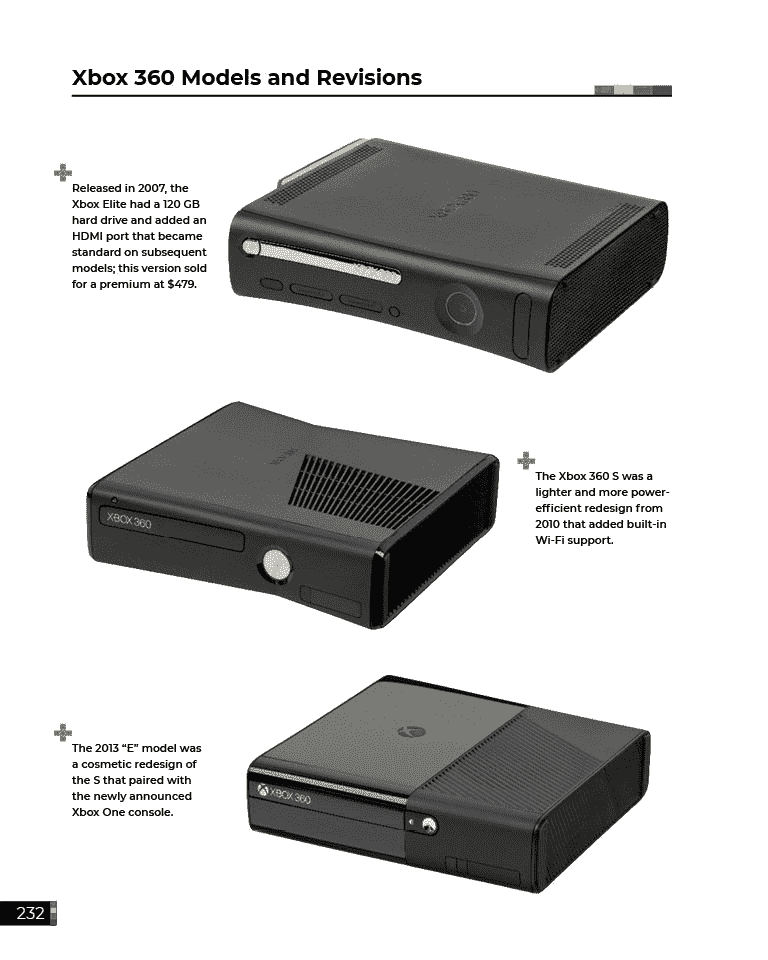 Xbox 360 Models and Revisions
Released in 2007, the
Xbox Elite had a 120 GB
hard drive and added an
HDMI port that became
standard on subsequent
models; this version sold
for a premium at $479.
XBOX 360
The Xbox 360 S was a
lighter and more power-
efficient redesign from
2010 that added built-in
Wi-Fi support.
The 2013 “E” model was
a cosmetic redesign of
the S that paired with
the newly announced
Xbox One console.
XBOX 360
232